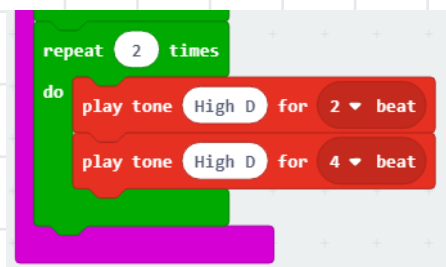 repeat 2 times
do
play tone High D for 2 beat
play tone High D for 4 beat